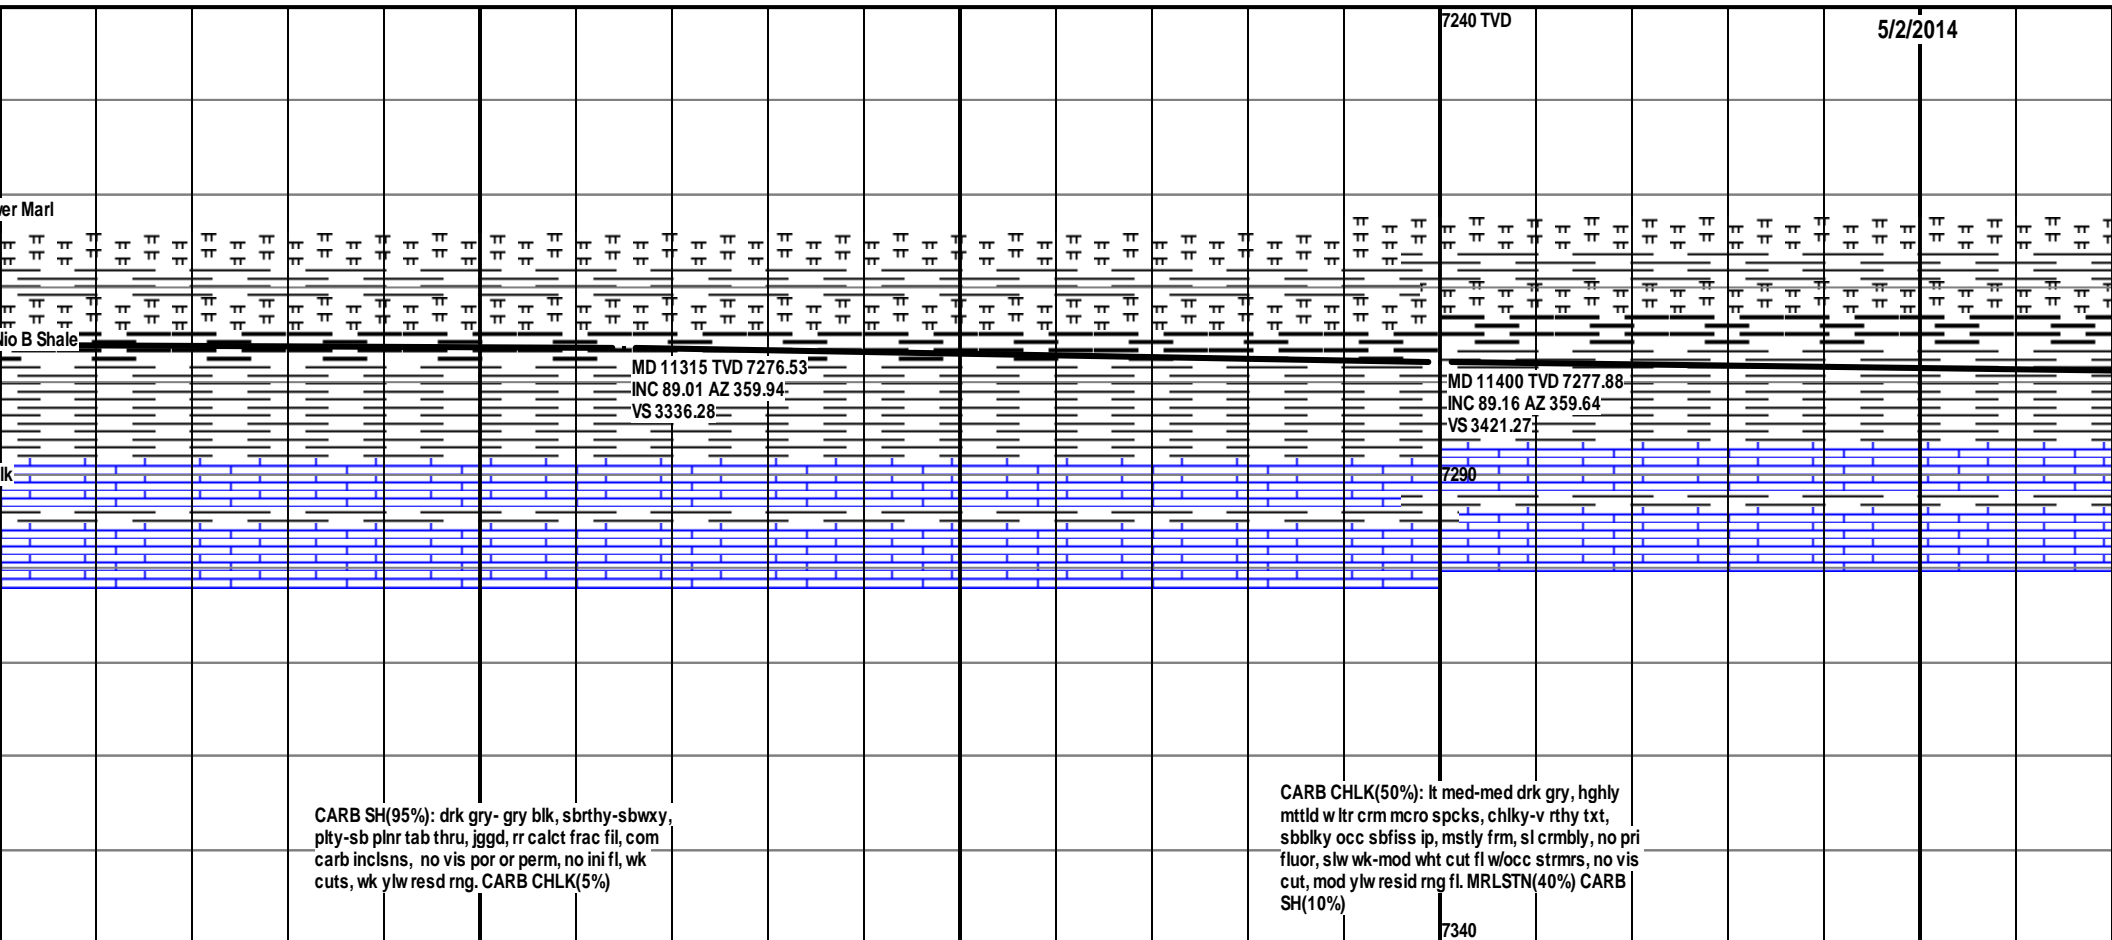 7240 TVD
5/2/2014
er Marl
Nio B Shale
MD 11315 TVD 7276.53
INC 89.01 AZ 359.94
VS 3336.28
MD 11400 TVD 7277.88
INC 89.16 AZ 359.64
VS 3421.27
lk
7290
CARB SH(95%): drk gry- gry blk, sbrthy-sbwxy,
plty-sb plnr tab thru, jggd, rr calct frac fil, com
carb inclsns, no vis por or perm, no ini fl, wk
cuts, wk ylw resd rng. CARB CHLK(5%)
CARB CHLK(50%): lt med-med drk gry, hghly
mttld w ltr crm mcro spcks, chlky-v rthy txt,
sbblky occ sbfiss ip, mstly frm, sl crmbly, no pri
fluor, slw wk-mod wht cut fl w/occ strmrs, no vis
cut, mod ylw resid rng fl. MRLSTN(40%) CARB
SH(10%)
7340